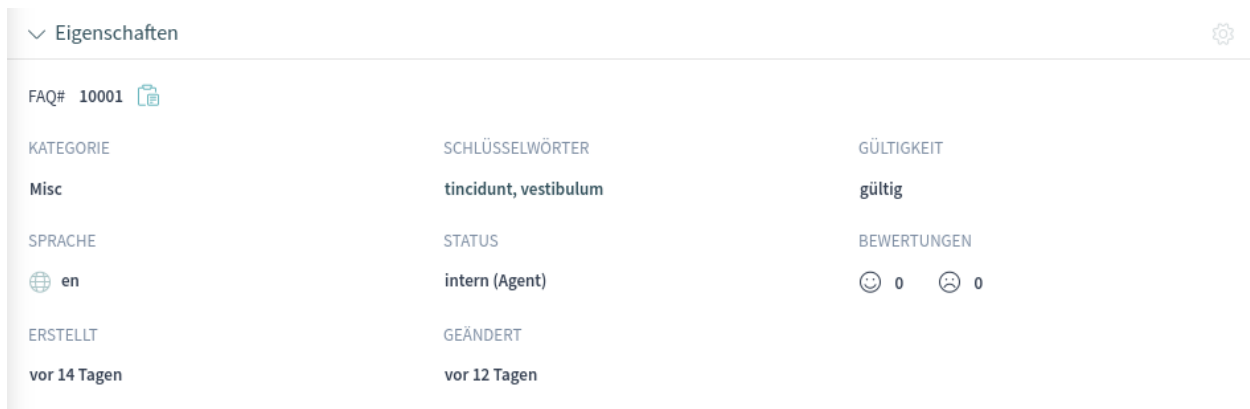 Eigenschaften
FAQ# 10001
KATEGORIE SCHLÜSSELWÖRTER GÜLTIGKEIT
Misc tincidunt, vestibulum gültig
SPRACHE STATUS BEWERTUNGEN
en intern (Agent) 0 0
ERSTELLT GEÄNDERT
vor 14 Tagen vor 12 Tagen